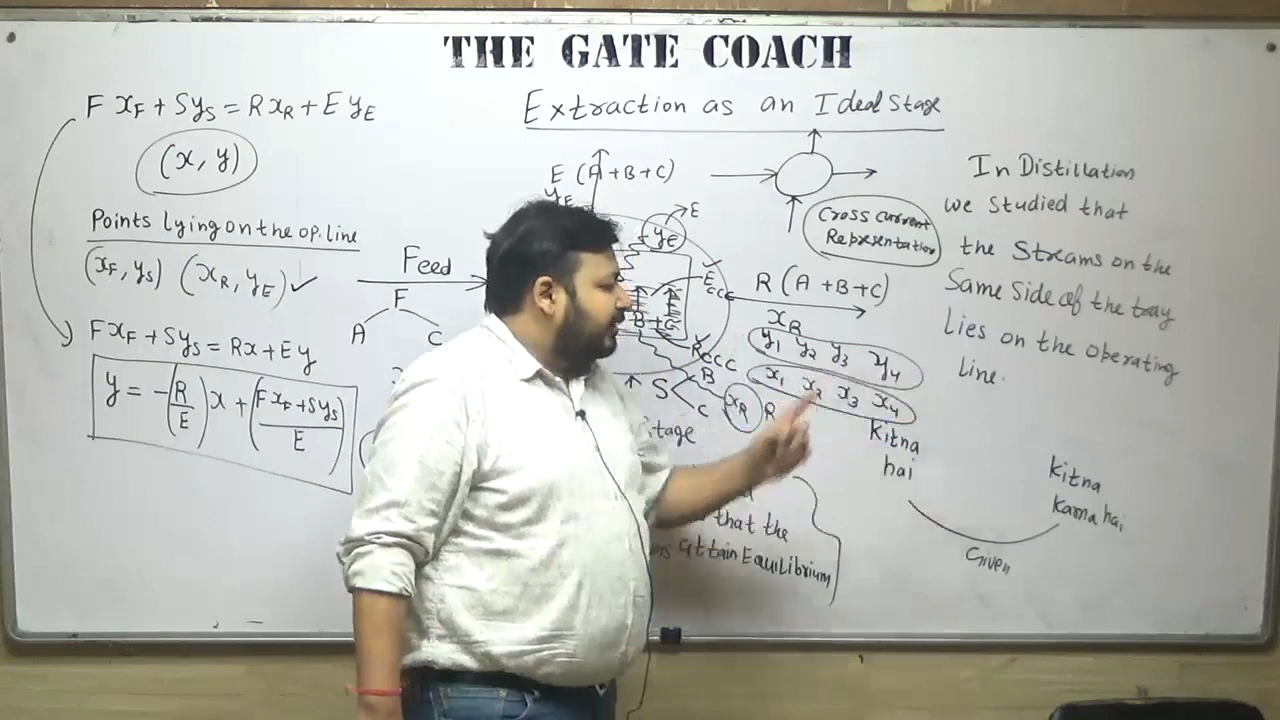 THE GATE COACH
F x_F + S y_S = R x_R + E y_E
(x, y)
Points lying on the op. line
(x_F, y_S) (x_R, y_E) ✓
F x_F + S y_S = R x + E y
y = -(R/E) x + (F x_F + S y_S / E)
Extraction as an Ideal Stage
E (A + B + C)
y_E
Cross current
Representation
Feed
F
A C
E
y_E
E
R
B+C
R (A + B + C)
x_R
S
B
C
x_R R
Stage
y_1 y_2 y_3 y_4
x_1 x_2 x_3 x_4
Kitna
hai
Kitna
Karna hai
Given
that the
attain Equilibrium
In Distillation
we Studied that
the Streams on the
Same Side of the tray
Lies on the Operating
Line.